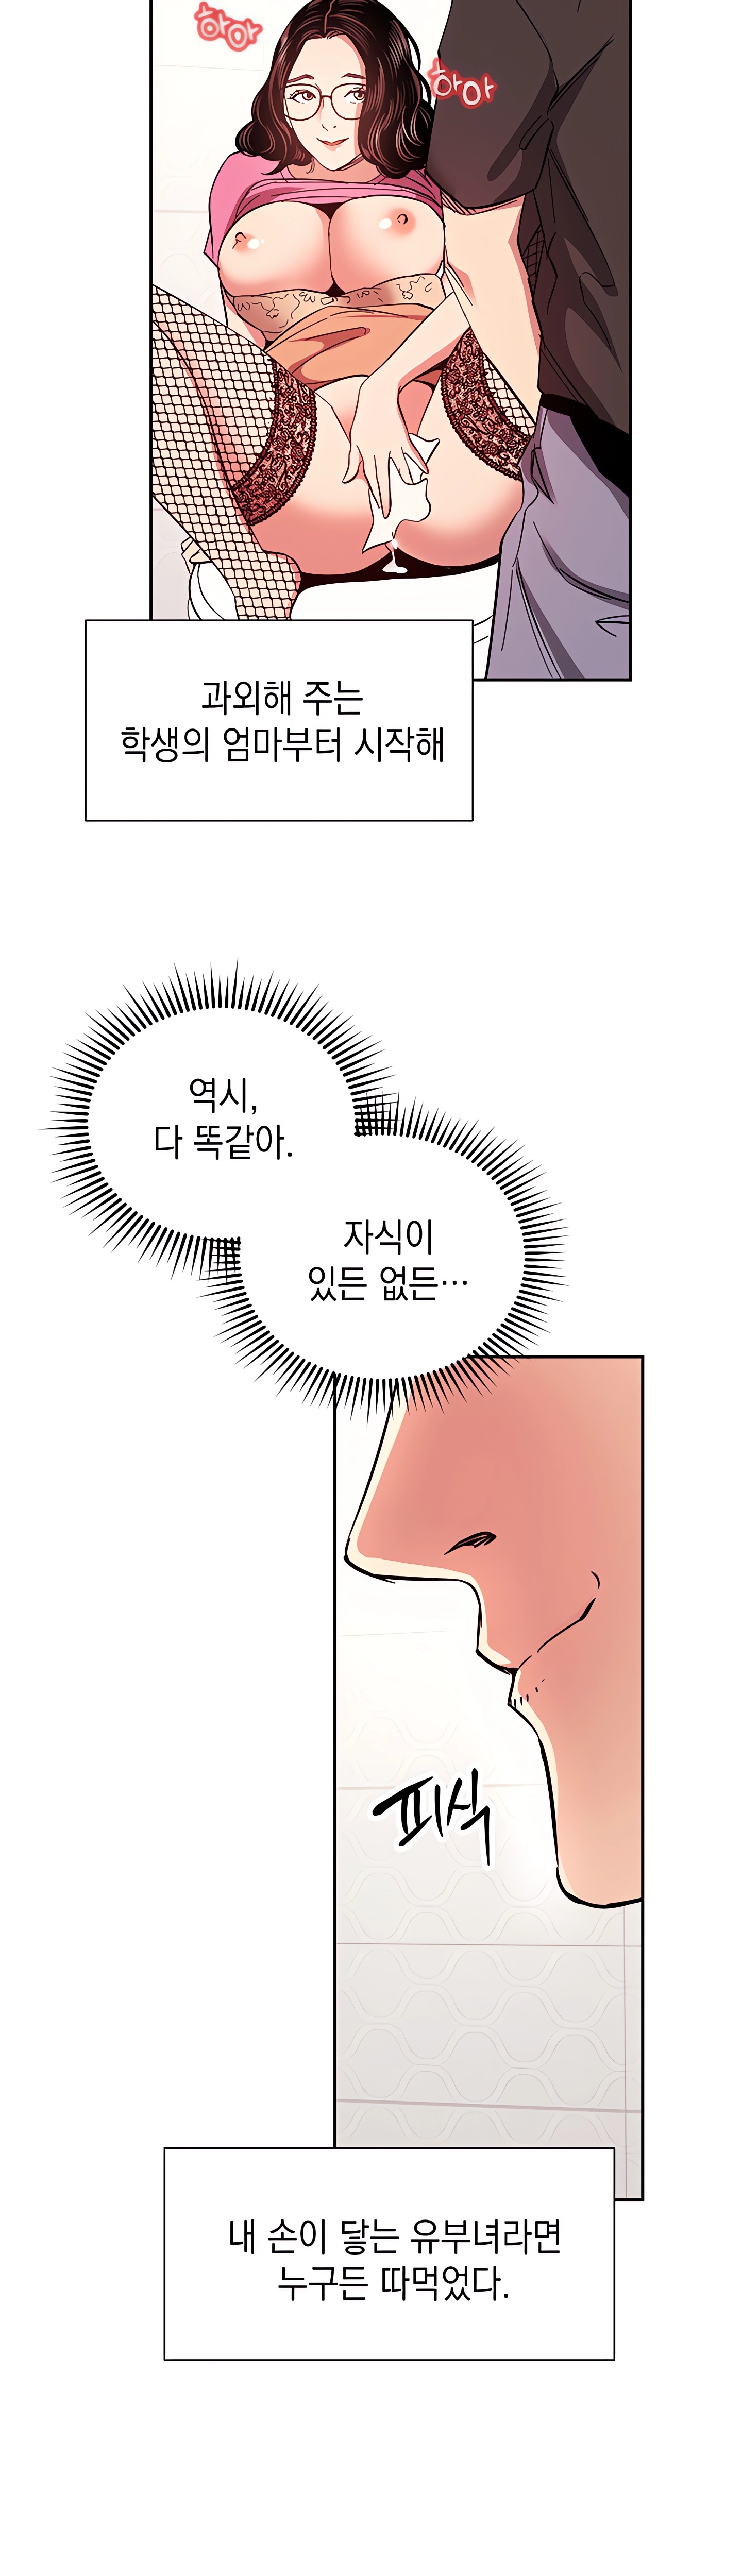 하아
하아
과외해 주는
학생의 엄마부터 시작해
역시,
다 똑같아.
자식이
있든 없든…
피식
내 손이 닿는 유부녀라면
누구든 따먹었다.